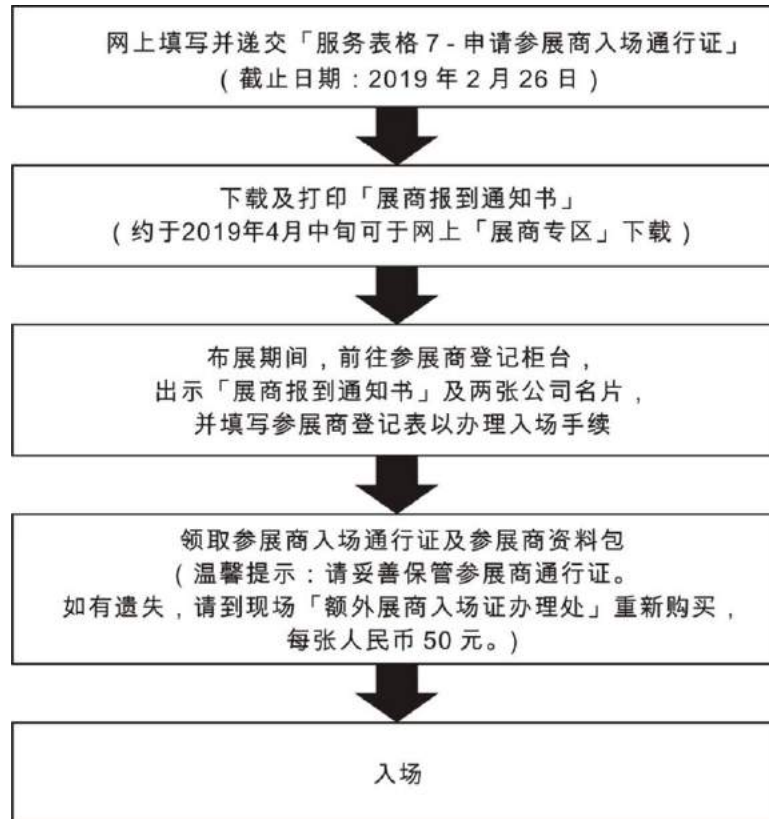 网上填写并递交「服务表格 7 - 申请参展商入场通行证」
( 截止日期：2019 年 2 月 26 日 )
下载及打印「展商报到通知书」
( 约于2019年4月中旬可于网上「展商专区」下载 )
布展期间，前往参展商登记柜台，
出示「展商报到通知书」及两张公司名片，
并填写参展商登记表以办理入场手续
领取参展商入场通行证及参展商资料包
( 温馨提示：请妥善保管参展商通行证。
如有遗失，请到现场「额外展商入场证办理处」重新购买，
每张人民币 50 元。)
入场